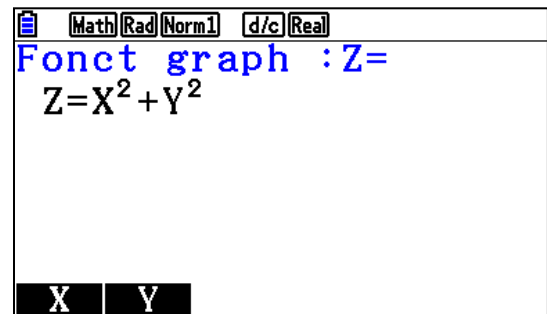 Math Rad Norm1 d/c Real
Fonct graph :Z=
Z=X²+Y²
X Y